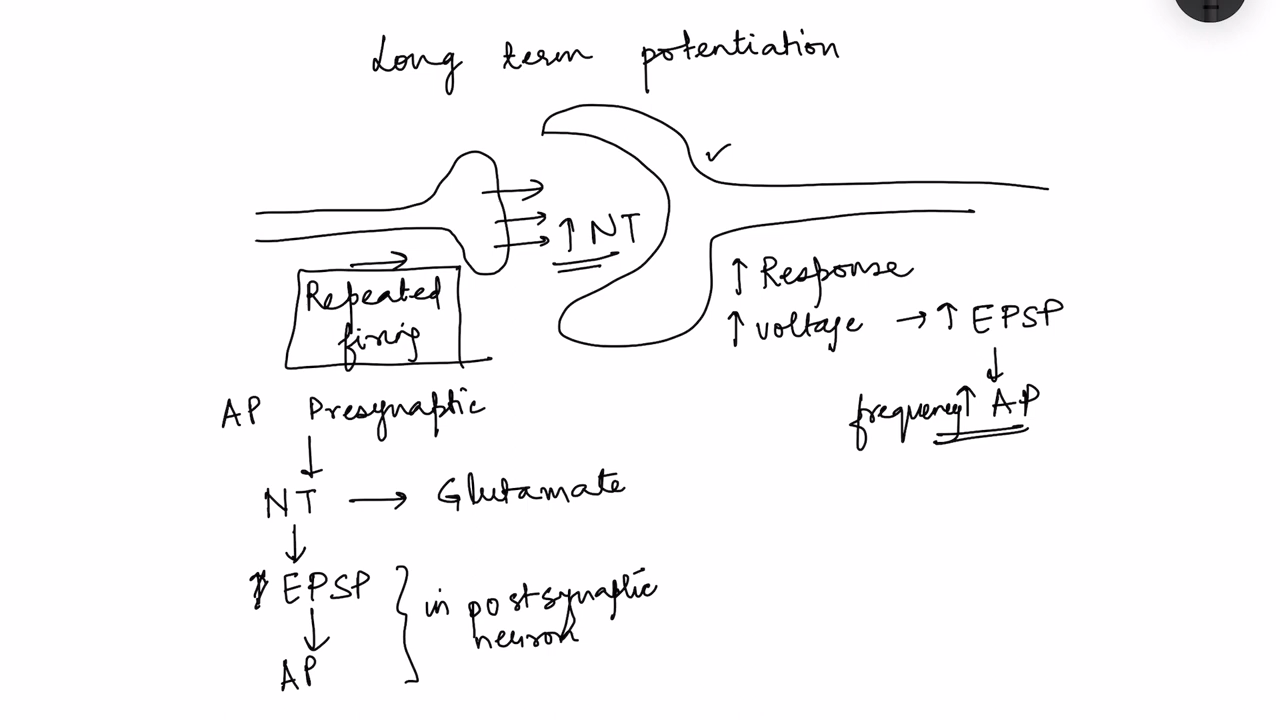 Long term potentiation
↑ NT
Repeated
firing
↑ Response
↑ voltage → ↑ EPSP
↓
frequency ↑ AP
AP Presynaptic
↓
NT → Glutamate
↓
EPSP
↓
AP
in postsynaptic
neuron